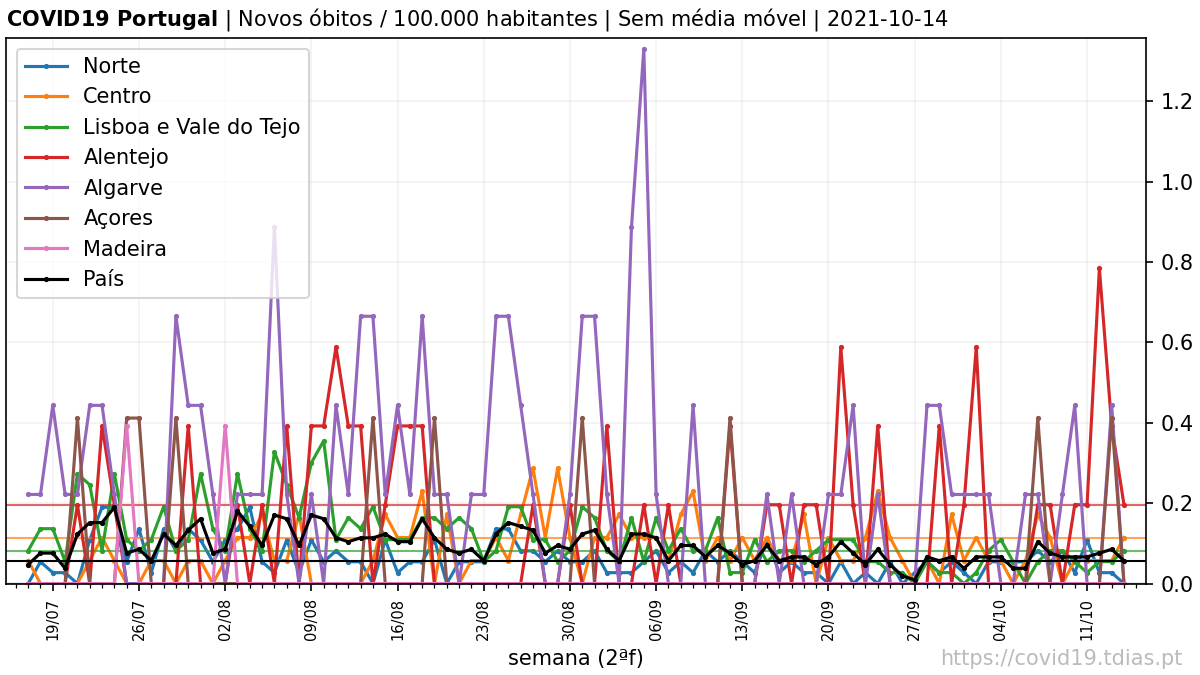 COVID19 Portugal | Novos óbitos / 100.000 habitantes | Sem média móvel | 2021-10-14
Norte
Centro
Lisboa e Vale do Tejo
Alentejo
Algarve
Açores
Madeira
País
1.2
1.0
0.8
0.6
0.4
0.2
0.0
19/07
26/07
02/08
09/08
16/08
23/08
30/08
06/09
13/09
20/09
27/09
04/10
11/10
semana (2ªf)
https://covid19.tdias.pt